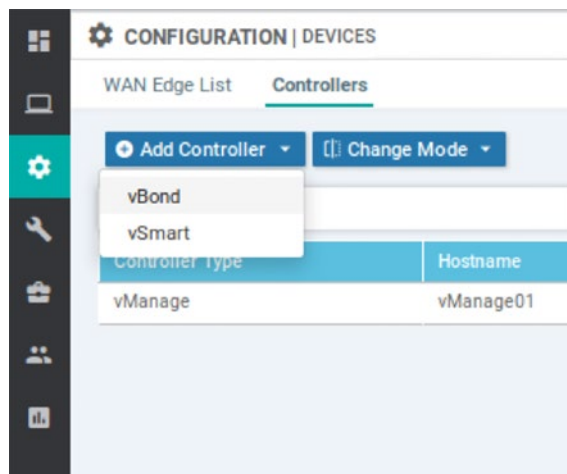 CONFIGURATION | DEVICES
WAN Edge List Controllers
Add Controller Change Mode
vBond
vSmart
Controller Type Hostname
vManage vManage01